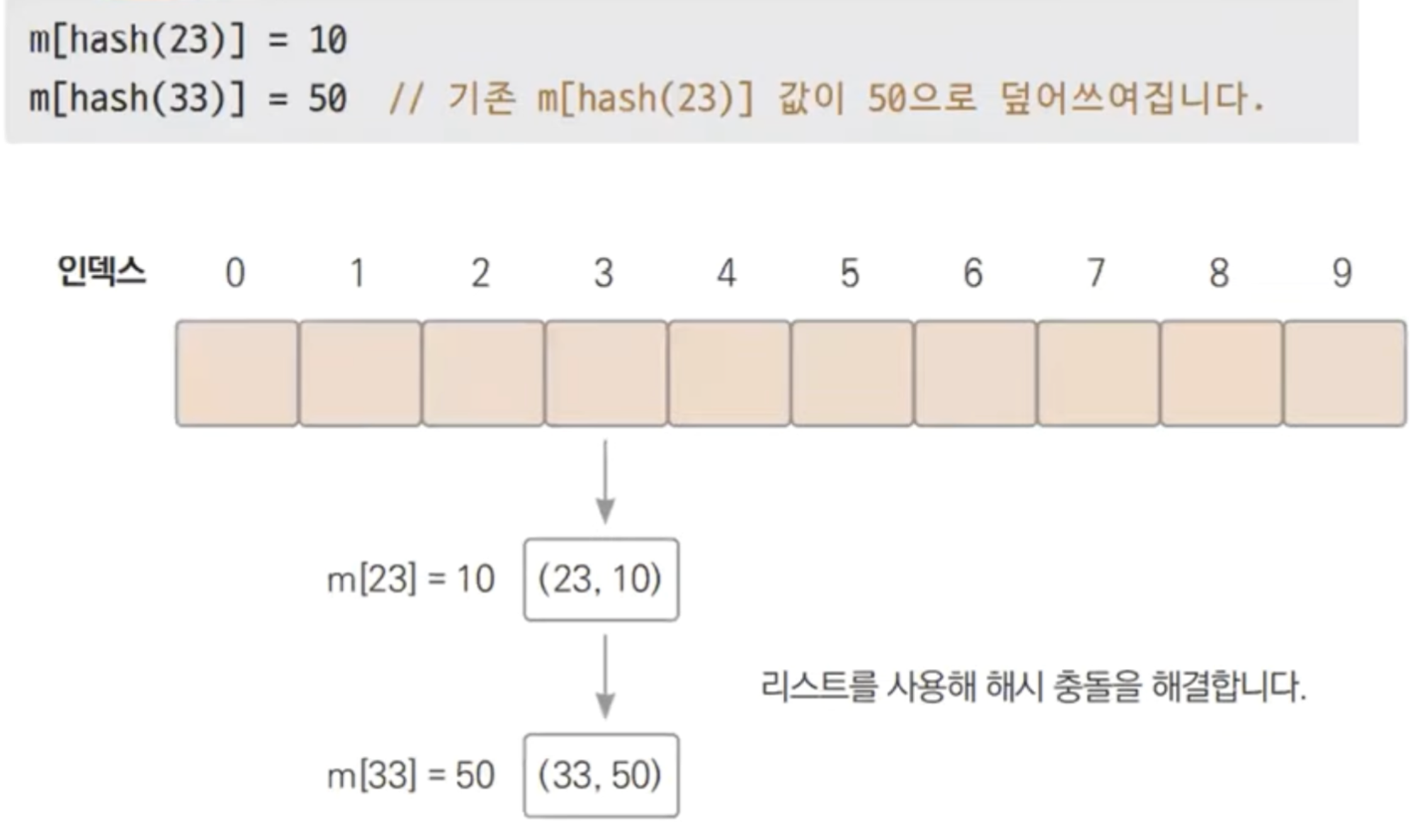 m[hash(23)] = 10
m[hash(33)] = 50 // 기존 m[hash(23)] 값이 50으로 덮어쓰여집니다.
인덱스 0 1 2 3 4 5 6 7 8 9
m[23] = 10 (23, 10)
리스트를 사용해 해시 충돌을 해결합니다.
m[33] = 50 (33, 50)